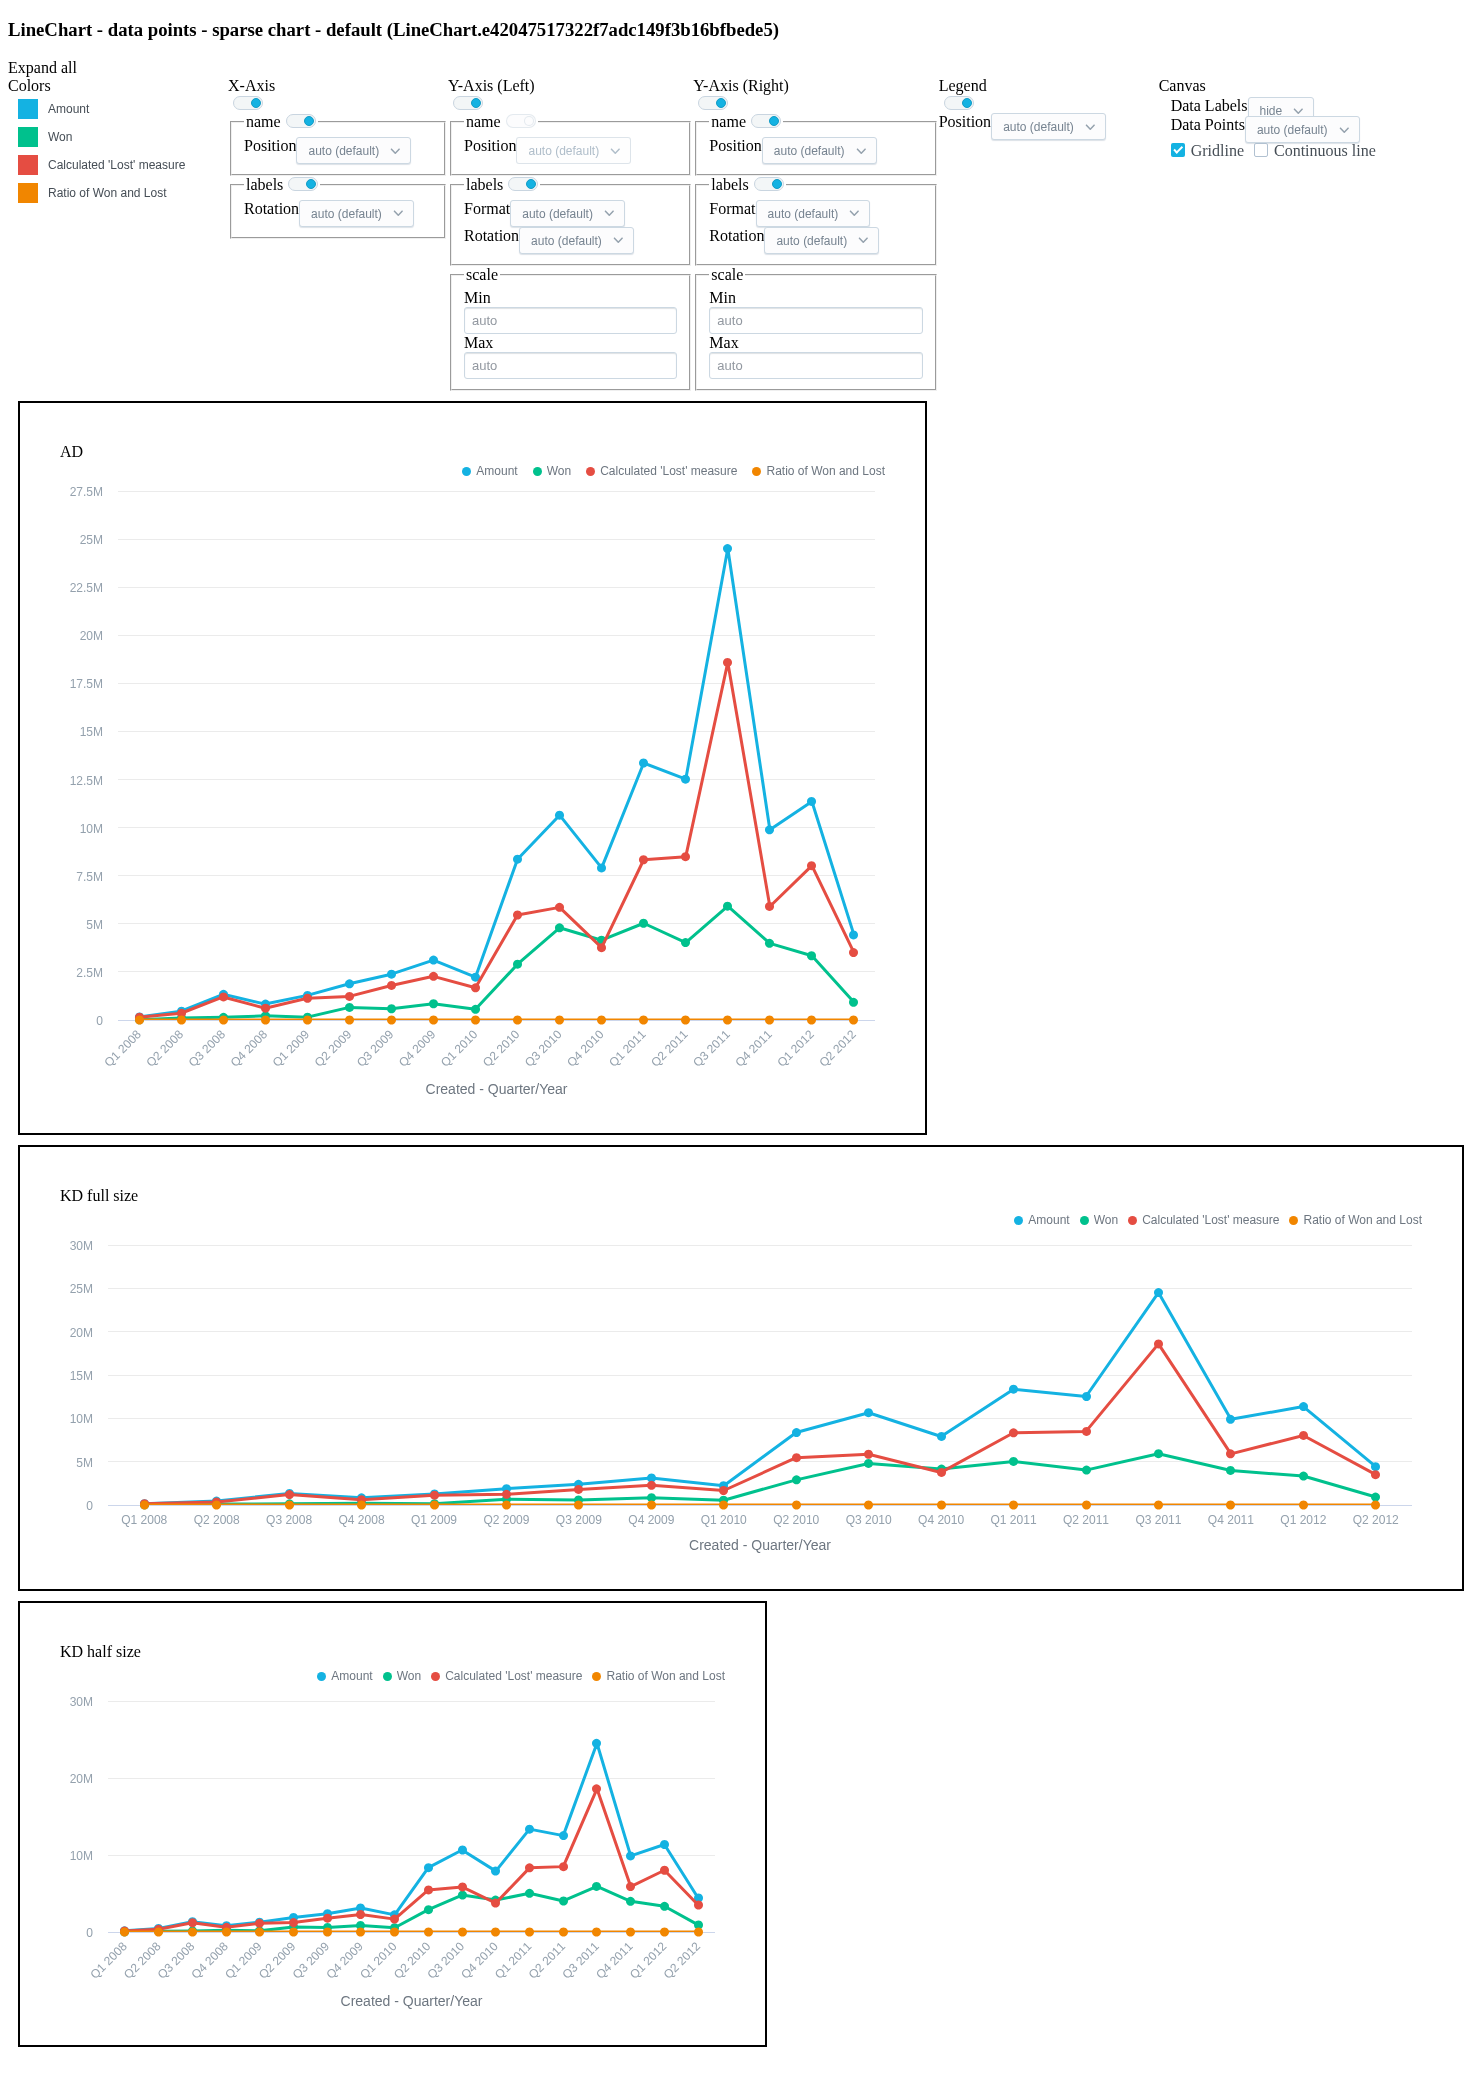 LineChart - data points - sparse chart - default (LineChart.e42047517322f7adc149f3b16bfbede5)
Expand all
Colors
Amount
Won
Calculated 'Lost' measure
Ratio of Won and Lost
X-Axis
name
Position auto (default)
labels
Rotation auto (default)
Y-Axis (Left)
name
Position auto (default)
labels
Format auto (default)
Rotation auto (default)
scale
Min
auto
Max
auto
Y-Axis (Right)
name
Position auto (default)
labels
Format auto (default)
Rotation auto (default)
scale
Min
auto
Max
auto
Legend
Position auto (default)
Canvas
Data Labels hide
Data Points auto (default)
Gridline Continuous line
AD
Amount Won Calculated 'Lost' measure Ratio of Won and Lost
27.5M
25M
22.5M
20M
17.5M
15M
12.5M
10M
7.5M
5M
2.5M
0
Q1 2008 Q2 2008 Q3 2008 Q4 2008 Q1 2009 Q2 2009 Q3 2009 Q4 2009 Q1 2010 Q2 2010 Q3 2010 Q4 2010 Q1 2011 Q2 2011 Q3 2011 Q4 2011 Q1 2012 Q2 2012
Created - Quarter/Year
KD full size
Amount Won Calculated 'Lost' measure Ratio of Won and Lost
30M
25M
20M
15M
10M
5M
0
Q1 2008 Q2 2008 Q3 2008 Q4 2008 Q1 2009 Q2 2009 Q3 2009 Q4 2009 Q1 2010 Q2 2010 Q3 2010 Q4 2010 Q1 2011 Q2 2011 Q3 2011 Q4 2011 Q1 2012 Q2 2012
Created - Quarter/Year
KD half size
Amount Won Calculated 'Lost' measure Ratio of Won and Lost
30M
20M
10M
0
Q1 2008 Q2 2008 Q3 2008 Q4 2008 Q1 2009 Q2 2009 Q3 2009 Q4 2009 Q1 2010 Q2 2010 Q3 2010 Q4 2010 Q1 2011 Q2 2011 Q3 2011 Q4 2011 Q1 2012 Q2 2012
Created - Quarter/Year